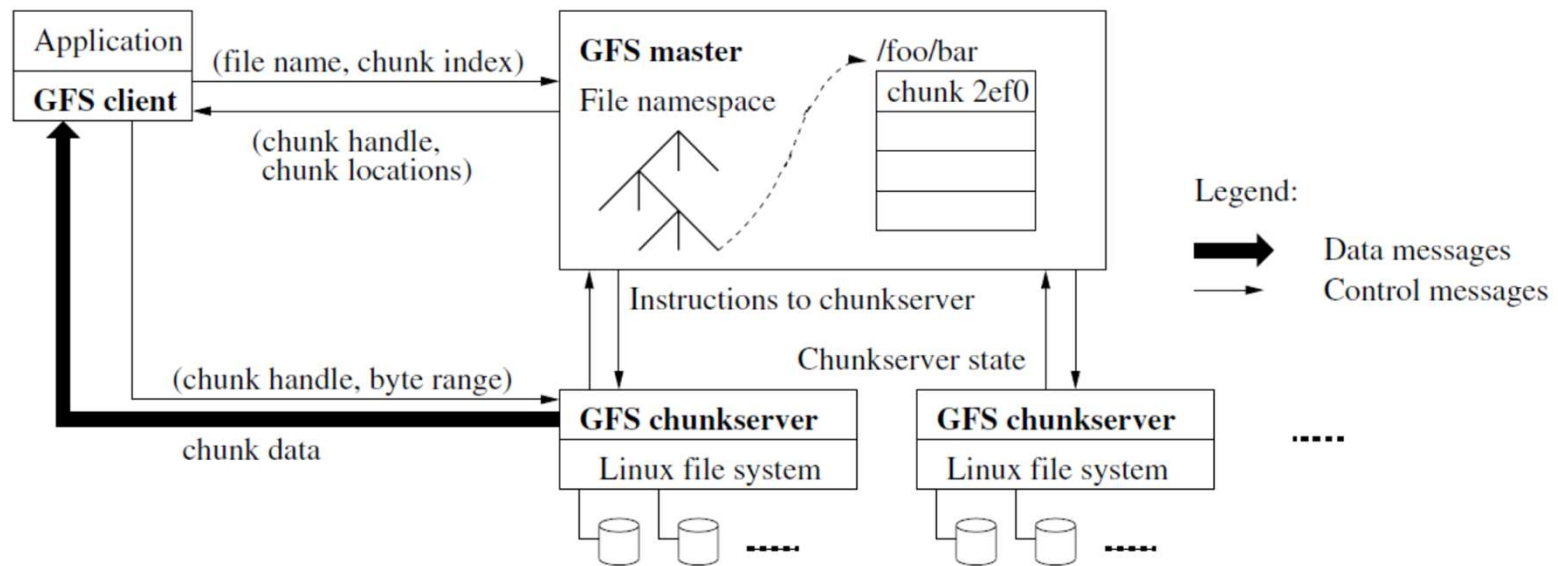 Application
GFS client
(file name, chunk index)
(chunk handle,
chunk locations)
GFS master
File namespace
/foo/bar
chunk 2ef0
Legend:
Data messages
Control messages
Instructions to chunkserver
Chunkserver state
(chunk handle, byte range)
chunk data
GFS chunkserver
Linux file system
GFS chunkserver
Linux file system